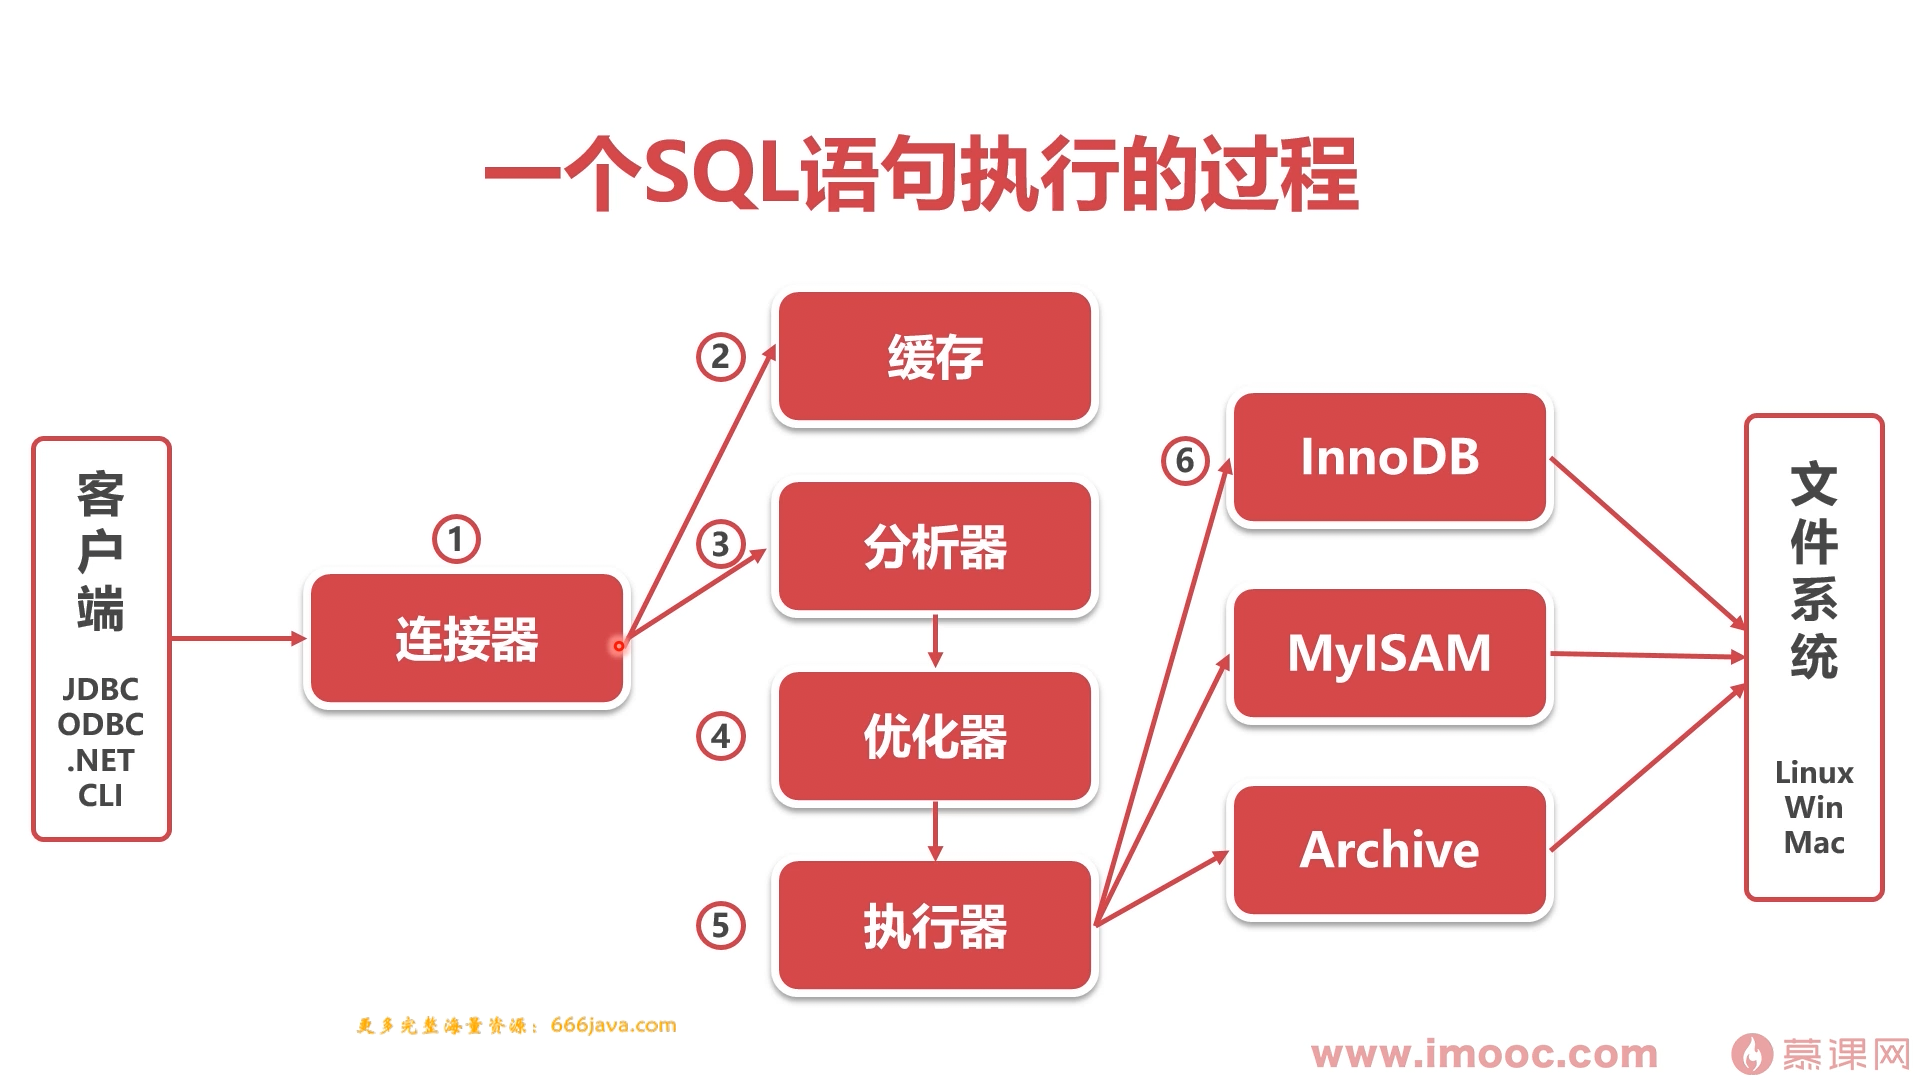 一个SQL语句执行的过程
客
户
端
JDBC
ODBC
.NET
CLI
①
连接器
②
缓存
③
分析器
④
优化器
⑤
执行器
⑥
InnoDB
MyISAM
Archive
文
件
系
统
Linux
Win
Mac
更多完整海量资源：666java.com
www.imooc.com
慕课网